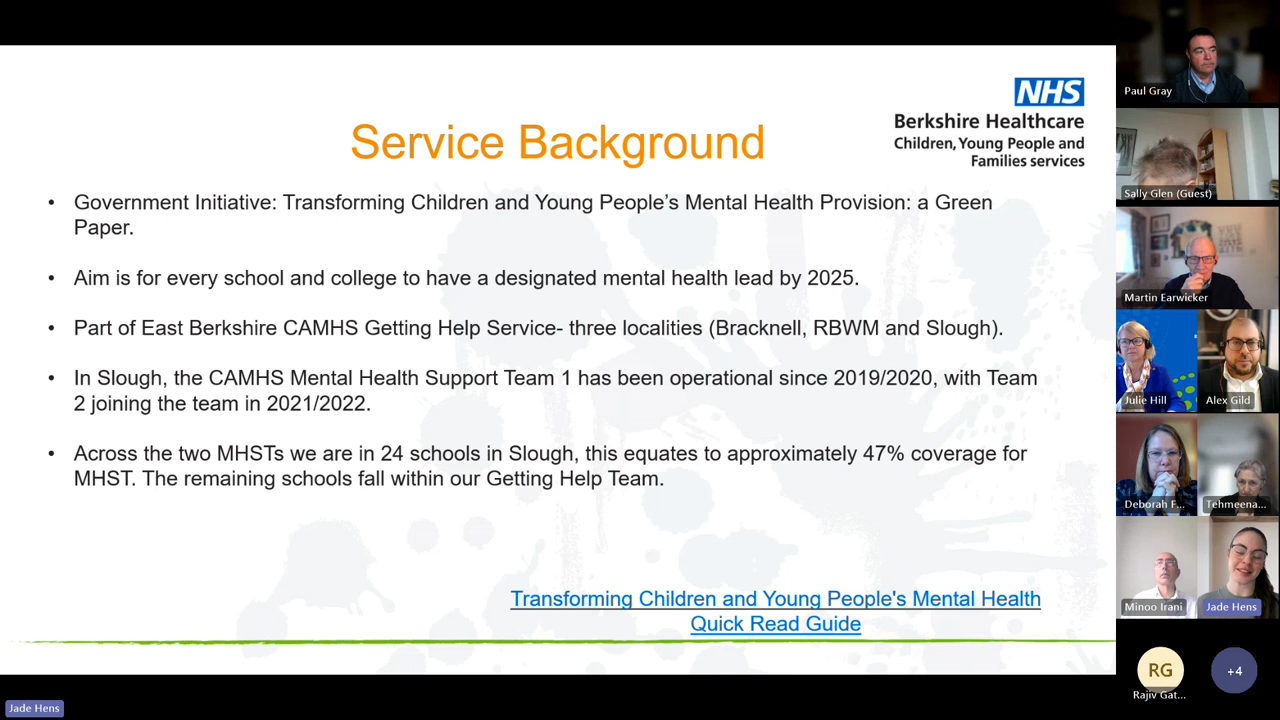 Service Background
NHS
Berkshire Healthcare
Children, Young People and
Families services
• Government Initiative: Transforming Children and Young People's Mental Health Provision: a Green
Paper.
• Aim is for every school and college to have a designated mental health lead by 2025.
• Part of East Berkshire CAMHS Getting Help Service- three localities (Bracknell, RBWM and Slough).
• In Slough, the CAMHS Mental Health Support Team 1 has been operational since 2019/2020, with Team
2 joining the team in 2021/2022.
• Across the two MHSTs we are in 24 schools in Slough, this equates to approximately 47% coverage for
MHST. The remaining schools fall within our Getting Help Team.
Transforming Children and Young People's Mental Health
Quick Read Guide
Jade Hens
Paul Gray
Sally Glen (Guest)
Martin Earwicker
Julie Hill
Alex Gild
Deborah F...
Tehmeena...
Minoo Irani
Jade Hens
RG
Rajiv Gat...
+4